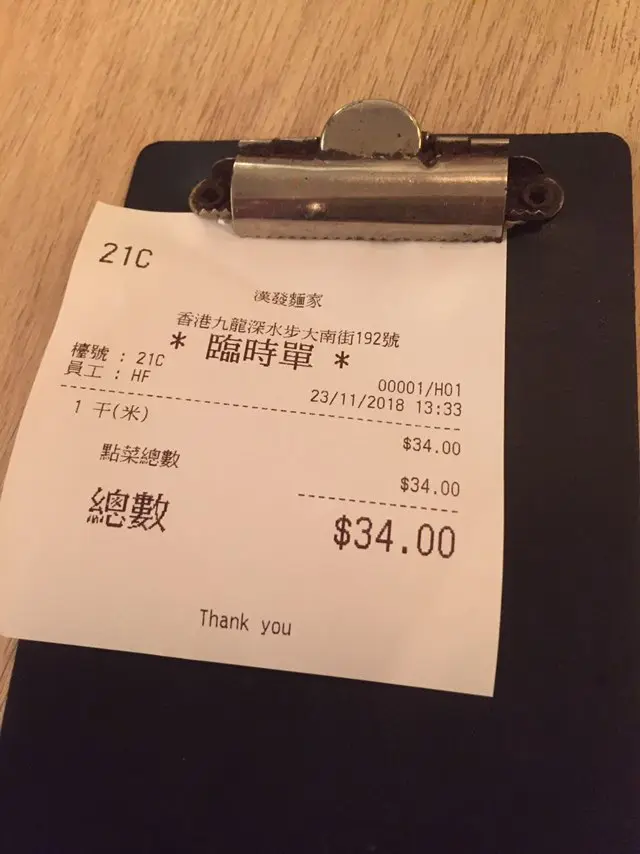 21C
漢發麵家
香港九龍深水步大南街192號
* 臨時單 *
檯號 : 21C
00001/H01
員工 : HF
23/11/2018 13:33
1 干(米) $34.00
點菜總數 $34.00
總數 $34.00
Thank you